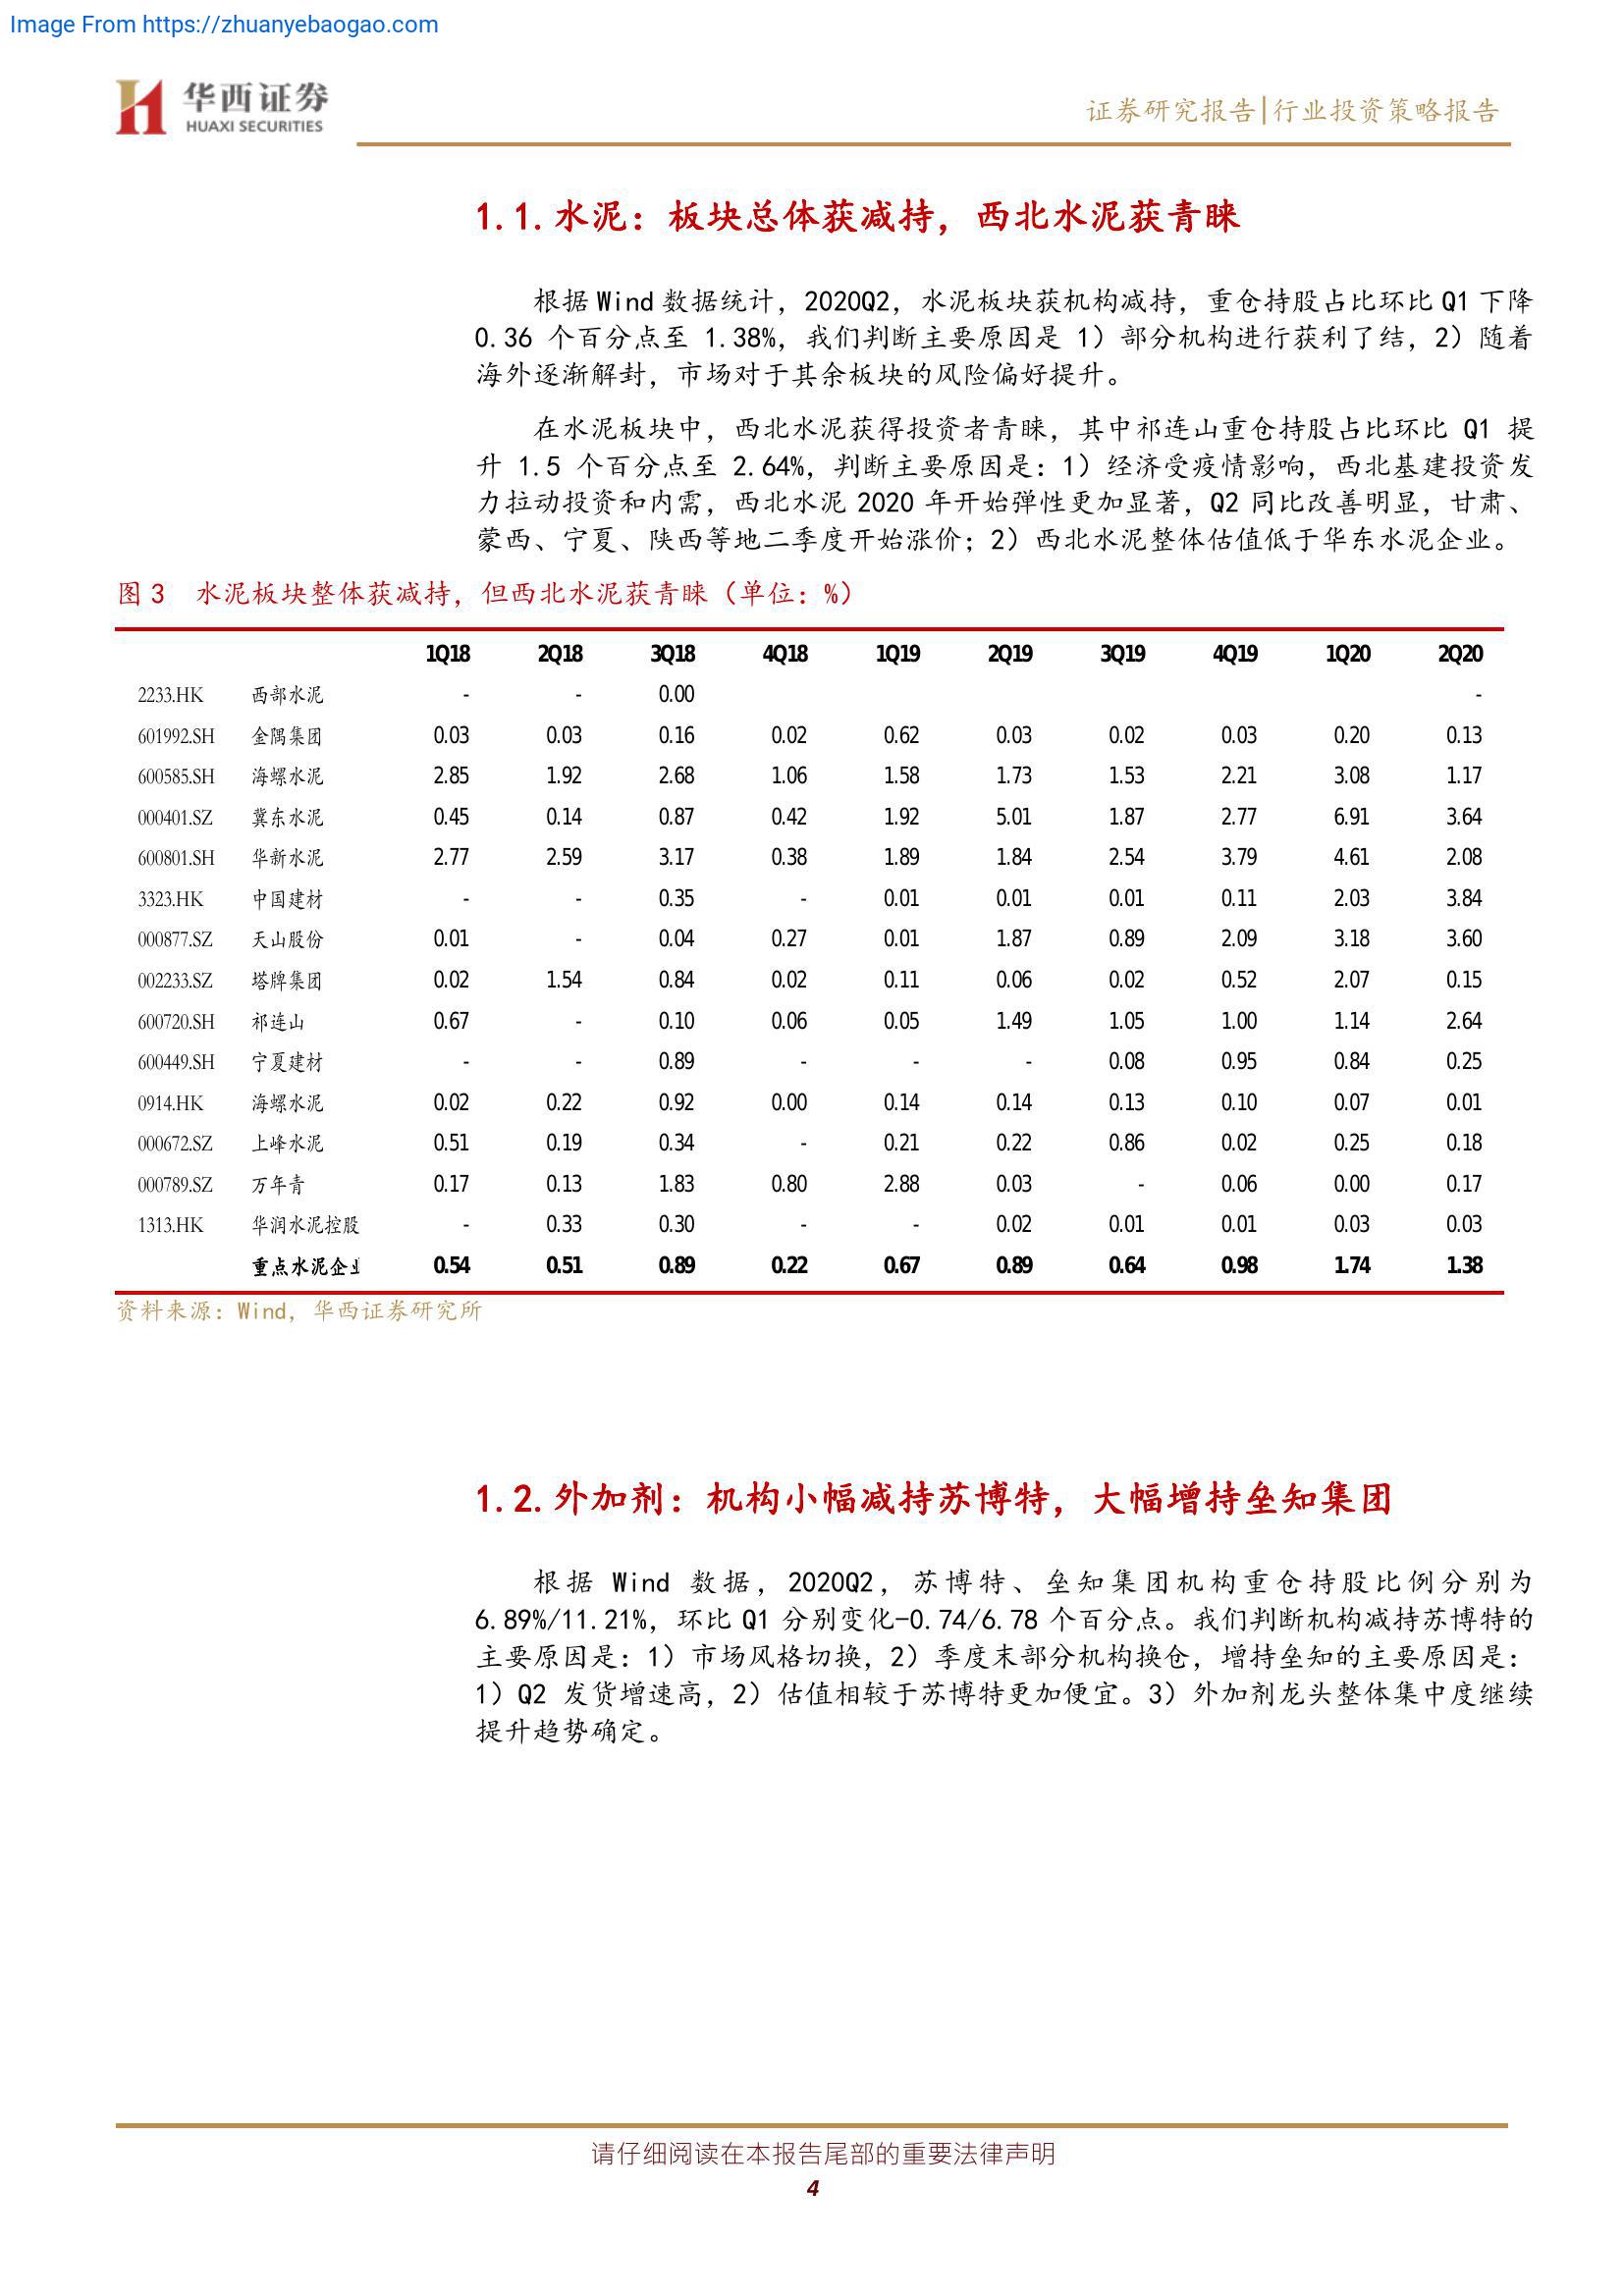 Image From https://zhuanyebaogao.com
华西证券
HUAXI SECURITIES
证券研究报告|行业投资策略报告
1.1.水泥：板块总体获减持，西北水泥获青睐
根据 Wind 数据统计，2020Q2，水泥板块获机构减持，重仓持股占比环比 Q1 下降
0.36 个百分点至 1.38%，我们判断主要原因是 1）部分机构进行获利了结，2）随着
海外逐渐解封，市场对于其余板块的风险偏好提升。
在水泥板块中，西北水泥获得投资者青睐，其中祁连山重仓持股占比环比 Q1 提
升 1.5 个百分点至 2.64%，判断主要原因是：1）经济受疫情影响，西北基建投资发
力拉动投资和内需，西北水泥 2020 年开始弹性更加显著，Q2 同比改善明显，甘肃、
蒙西、宁夏、陕西等地二季度开始涨价；2）西北水泥整体估值低于华东水泥企业。
图 3 水泥板块整体获减持，但西北水泥获青睐（单位：%）
1Q18 2Q18 3Q18 4Q18 1Q19 2Q19 3Q19 4Q19 1Q20 2Q20
2233.HK 西部水泥 - - 0.00 -
601992.SH 金隅集团 0.03 0.03 0.16 0.02 0.62 0.03 0.02 0.03 0.20 0.13
600585.SH 海螺水泥 2.85 1.92 2.68 1.06 1.58 1.73 1.53 2.21 3.08 1.17
000401.SZ 冀东水泥 0.45 0.14 0.87 0.42 1.92 5.01 1.87 2.77 6.91 3.64
600801.SH 华新水泥 2.77 2.59 3.17 0.38 1.89 1.84 2.54 3.79 4.61 2.08
3323.HK 中国建材 - - 0.35 - 0.01 0.01 0.01 0.11 2.03 3.84
000877.SZ 天山股份 0.01 - 0.04 0.27 0.01 1.87 0.89 2.09 3.18 3.60
002233.SZ 塔牌集团 0.02 1.54 0.84 0.02 0.11 0.06 0.02 0.52 2.07 0.15
600720.SH 祁连山 0.67 - 0.10 0.06 0.05 1.49 1.05 1.00 1.14 2.64
600449.SH 宁夏建材 - - 0.89 - - - 0.08 0.95 0.84 0.25
0914.HK 海螺水泥 0.02 0.22 0.92 0.00 0.14 0.14 0.13 0.10 0.07 0.01
000672.SZ 上峰水泥 0.51 0.19 0.34 - 0.21 0.22 0.86 0.02 0.25 0.18
000789.SZ 万年青 0.17 0.13 1.83 0.80 2.88 0.03 - 0.06 0.00 0.17
1313.HK 华润水泥控股 - 0.33 0.30 - - 0.02 0.01 0.01 0.03 0.03
重点水泥企业 0.54 0.51 0.89 0.22 0.67 0.89 0.64 0.98 1.74 1.38
资料来源：Wind，华西证券研究所
1.2.外加剂：机构小幅减持苏博特，大幅增持垒知集团
根据 Wind 数据，2020Q2，苏博特、垒知集团机构重仓持股比例分别为
6.89%/11.21%，环比 Q1 分别变化-0.74/6.78 个百分点。我们判断机构减持苏博特的
主要原因是：1）市场风格切换，2）季度末部分机构换仓，增持垒知的主要原因是：
1）Q2 发货增速高，2）估值相较于苏博特更加便宜。3）外加剂龙头整体集中度继续
提升趋势确定。
请仔细阅读在本报告尾部的重要法律声明
4